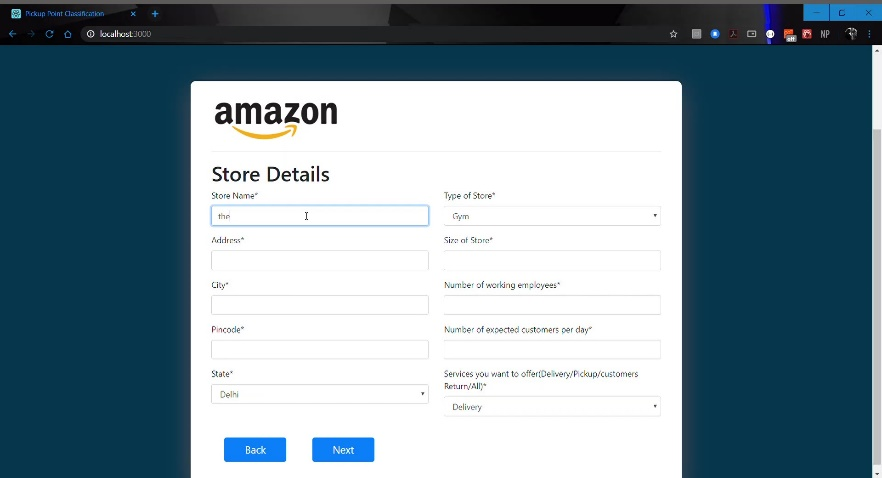 Pickup Point Classification
localhost:3000
off
NP
amazon
Store Details
Store Name*
Type of Store*
the
Gym
Address*
Size of Store*
City*
Number of working employees*
Pincode*
Number of expected customers per day*
State*
Services you want to offer(Delivery/Pickup/customers
Return/All)*
Delhi
Delivery
Back
Next